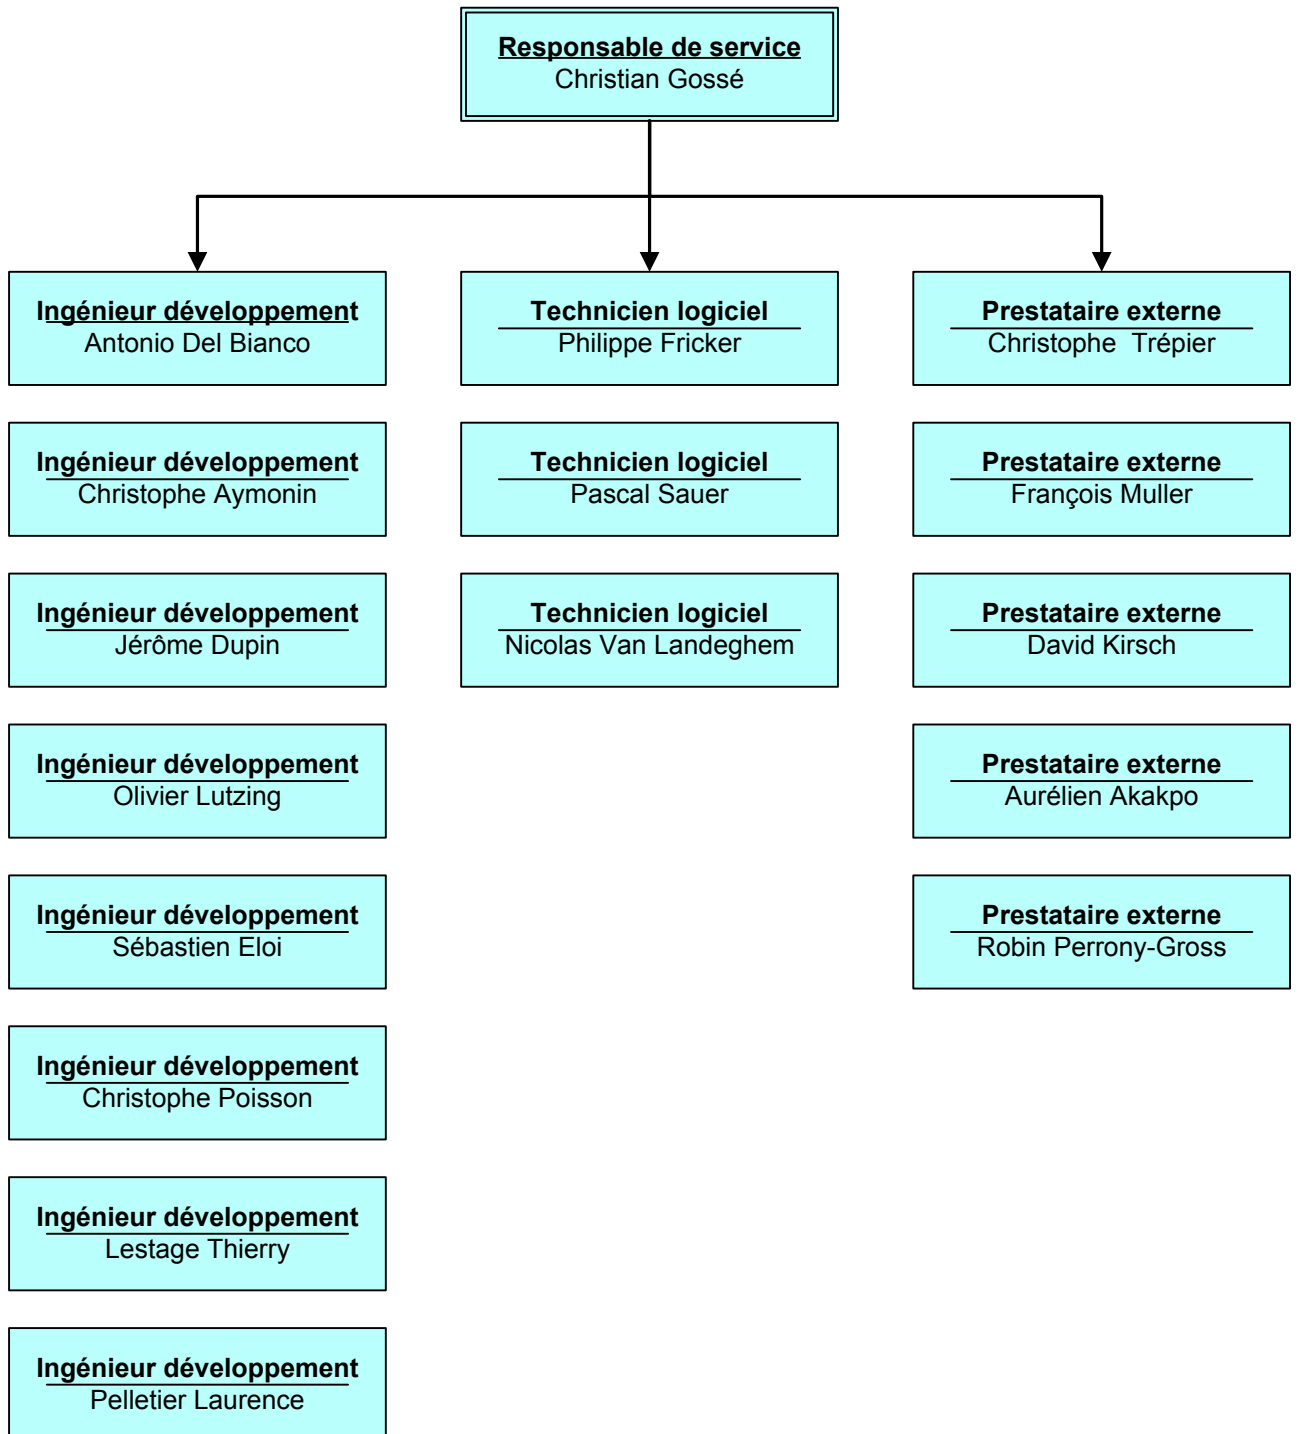 Responsable de service
Christian Gossé
Ingénieur développement
Antonio Del Bianco
Technicien logiciel
Philippe Fricker
Prestataire externe
Christophe  Trépier
Ingénieur développement
Christophe Aymonin
Technicien logiciel
Pascal Sauer
Prestataire externe
François Muller
Ingénieur développement
Jérôme Dupin
Technicien logiciel
Nicolas Van Landeghem
Prestataire externe
David Kirsch
Ingénieur développement
Olivier Lutzing
Prestataire externe
Aurélien Akakpo
Ingénieur développement
Sébastien Eloi
Prestataire externe
Robin Perrony-Gross
Ingénieur développement
Christophe Poisson
Ingénieur développement
Lestage Thierry
Ingénieur développement
Pelletier Laurence